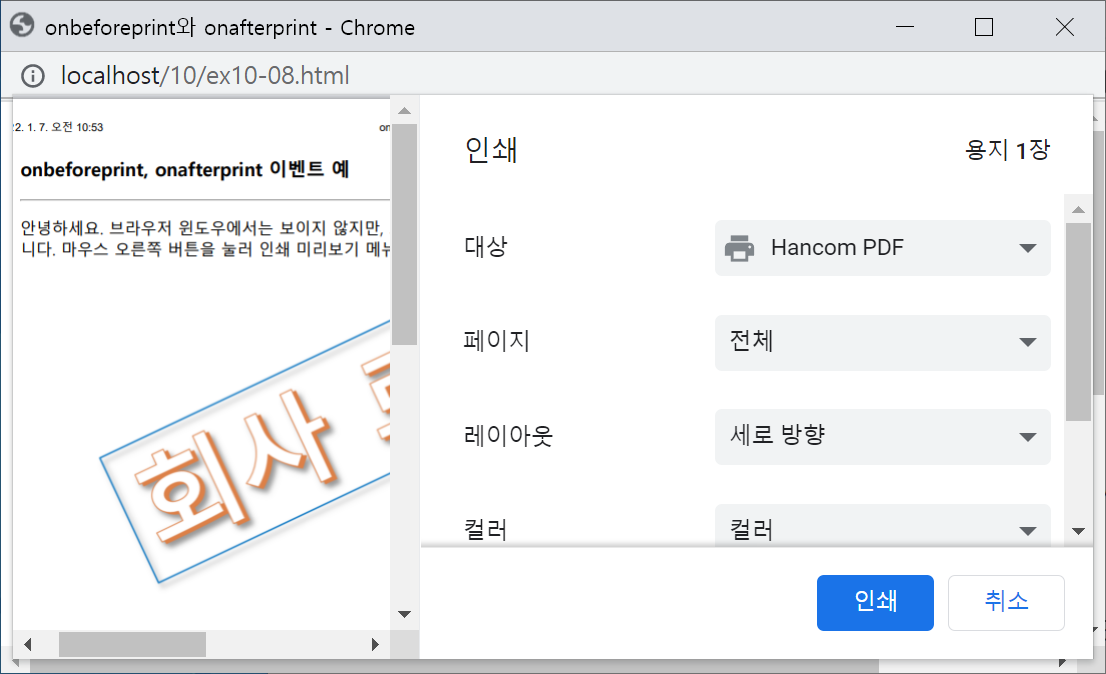 onbeforeprint와 onafterprint - Chrome
localhost/10/ex10-08.html
2. 1. 7. 오전 10:53
on
onbeforeprint, onafterprint 이벤트 예
안녕하세요. 브라우저 윈도우에서는 보이지 않지만,
니다. 마우스 오른쪽 버튼을 눌러 인쇄 미리보기 메뉴
회사
인쇄
용지 1장
대상
Hancom PDF
페이지
전체
레이아웃
세로 방향
컬러
컬러
인쇄
취소